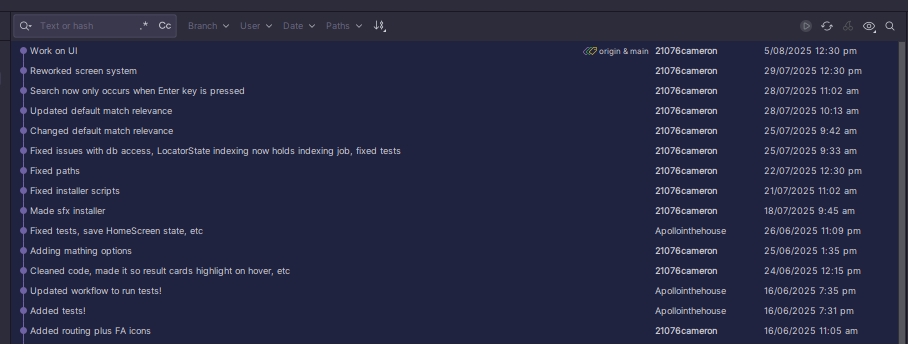 Text or hash .* Cc Branch User Date Paths
Work on UI origin & main 21076cameron 5/08/2025 12:30 pm
Reworked screen system 21076cameron 29/07/2025 12:30 pm
Search now only occurs when Enter key is pressed 21076cameron 28/07/2025 11:02 am
Updated default match relevance 21076cameron 28/07/2025 10:13 am
Changed default match relevance 21076cameron 25/07/2025 9:42 am
Fixed issues with db access, LocatorState indexing now holds indexing job, fixed tests 21076cameron 25/07/2025 9:33 am
Fixed paths 21076cameron 22/07/2025 12:30 pm
Fixed installer scripts 21076cameron 21/07/2025 11:02 am
Made sfx installer 21076cameron 18/07/2025 9:45 am
Fixed tests, save HomeScreen state, etc Apollointhehouse 26/06/2025 11:09 pm
Adding mathing options 21076cameron 25/06/2025 1:35 pm
Cleaned code, made it so result cards highlight on hover, etc 21076cameron 24/06/2025 12:15 pm
Updated workflow to run tests! Apollointhehouse 16/06/2025 7:35 pm
Added tests! Apollointhehouse 16/06/2025 7:31 pm
Added routing plus FA icons 21076cameron 16/06/2025 11:05 am